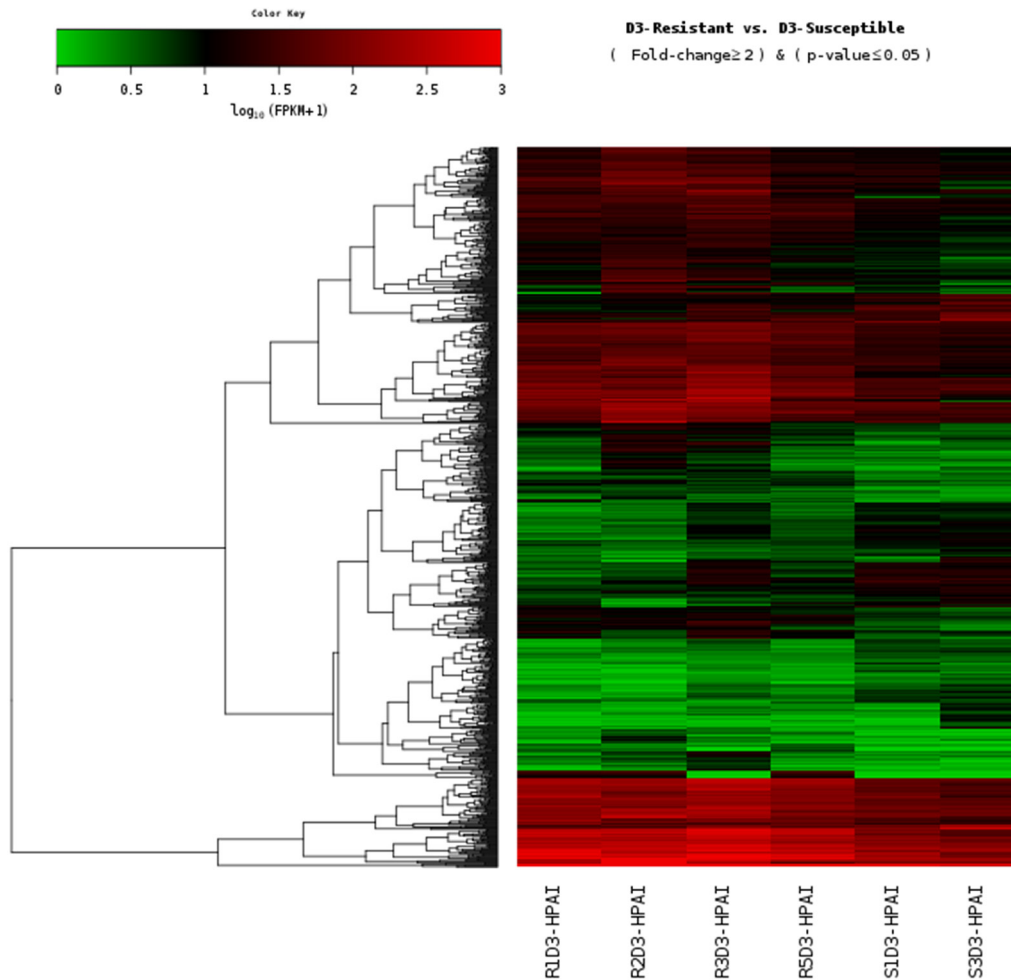 Color Key
0 0.5 1 1.5 2 2.5 3
log₁₀(FPKM+1)
D3-Resistant vs. D3-Susceptible
( Fold-change≥2) & (p-value≤0.05)
R1D3-HPAI
R2D3-HPAI
R3D3-HPAI
R5D3-HPAI
S1D3-HPAI
S3D3-HPAI